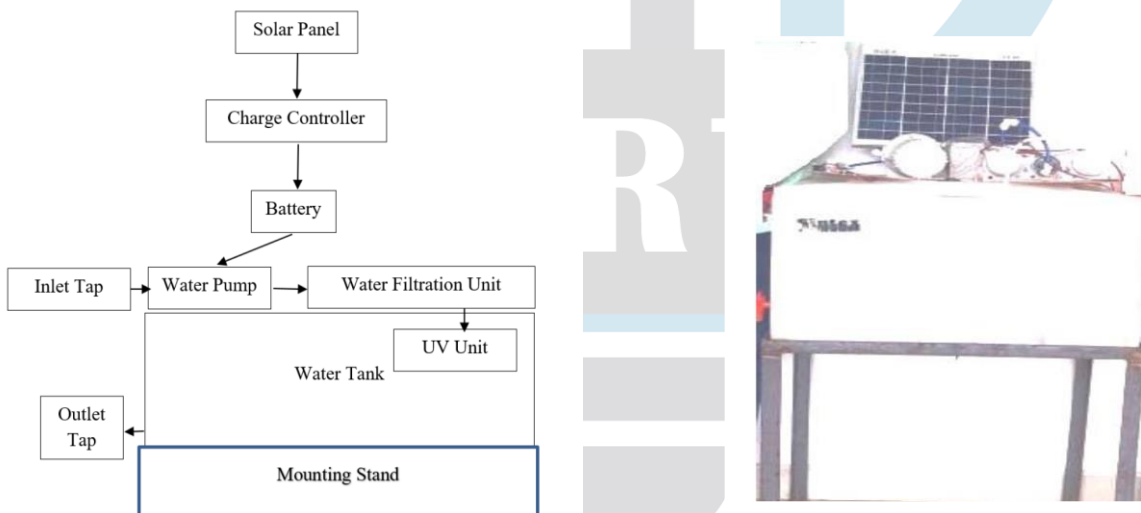 Solar Panel
Charge Controller
Battery
Inlet Tap
Water Pump
Water Filtration Unit
UV Unit
Water Tank
Outlet
Tap
Mounting Stand
R